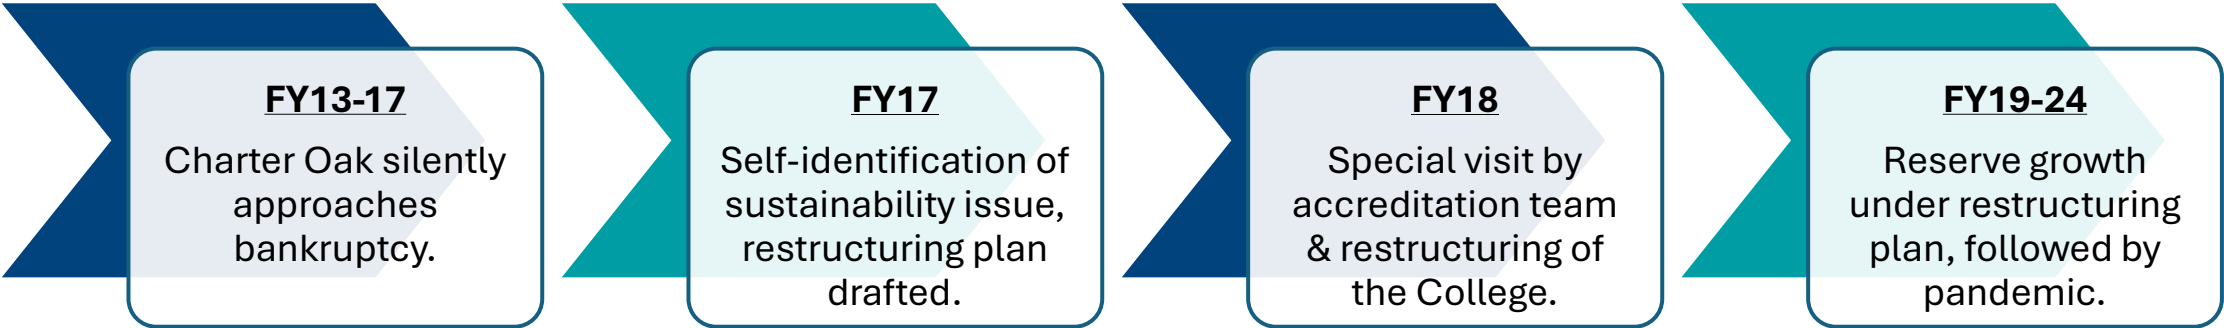 FY13-17
Charter Oak silently
approaches
bankruptcy.
FY17
Self-identification of
sustainability issue,
restructuring plan
drafted.
FY18
Special visit by
accreditation team
& restructuring of
the College.
FY19-24
Reserve growth
under restructuring
plan, followed by
pandemic.